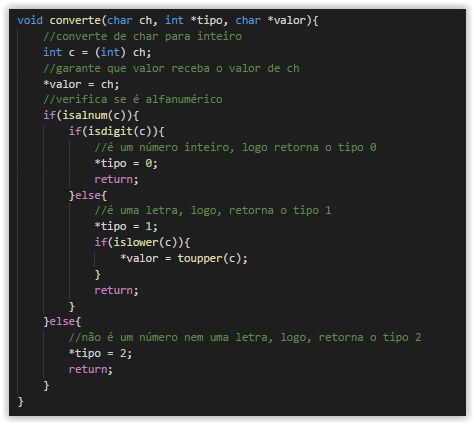 void converte(char ch, int *tipo, char *valor){
    //converte de char para inteiro
    int c = (int) ch;
    //garante que valor receba o valor de ch
    *valor = ch;
    //verifica se é alfanumérico
    if(isalnum(c)){
        if(isdigit(c)){
            //é um número inteiro, logo retorna o tipo 0
            *tipo = 0;
            return;
        }else{
            //é uma letra, logo, retorna o tipo 1
            *tipo = 1;
            if(islower(c)){
                *valor = toupper(c);
            }
            return;
        }
    }else{
        //não é um número nem uma letra, logo, retorna o tipo 2
        *tipo = 2;
        return;
    }
}